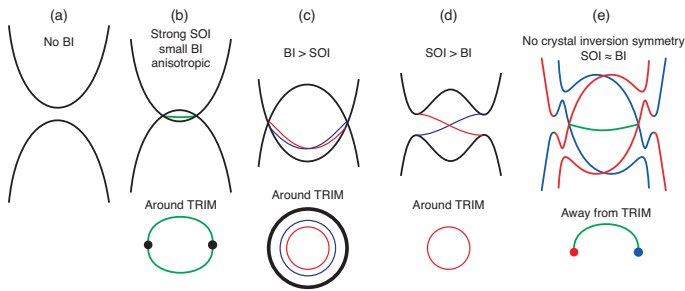 (a)
No BI
(b)
Strong SOI
small BI
anisotropic
Around TRIM
(c)
BI > SOI
Around TRIM
(d)
SOI > BI
Around TRIM
(e)
No crystal inversion symmetry
SOI ≈ BI
Away from TRIM